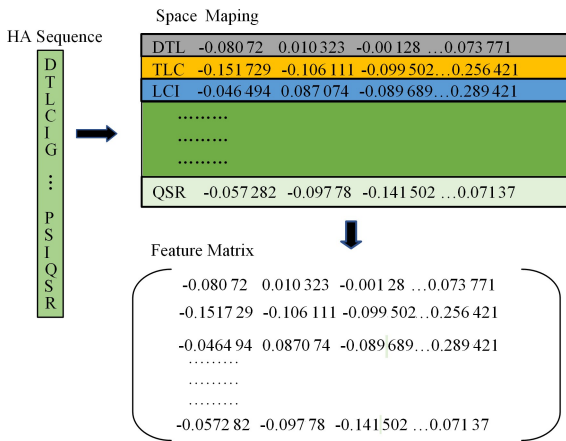 Space Maping
HA Sequence
D
T
L
C
I
G
...
P
S
I
Q
S
R
DTL -0.080 72 0.010 323 -0.00 128 ...0.073 771
TLC -0.151 729 -0.106 111 -0.099 502...0.256 421
LCI -0.046 494 0.087 074 -0.089 689...0.289 421
.........
.........
.........
QSR -0.057 282 -0.097 78 -0.141 502 ...0.071 37
Feature Matrix
-0.080 72 0.010 323 -0.001 28 ...0.073 771
-0.1517 29 -0.106 111 -0.099 502...0.256 421
-0.0464 94 0.0870 74 -0.089 689...0.289 421
.........
.........
.........
-0.0572 82 -0.097 78 -0.141 502 ...0.071 37